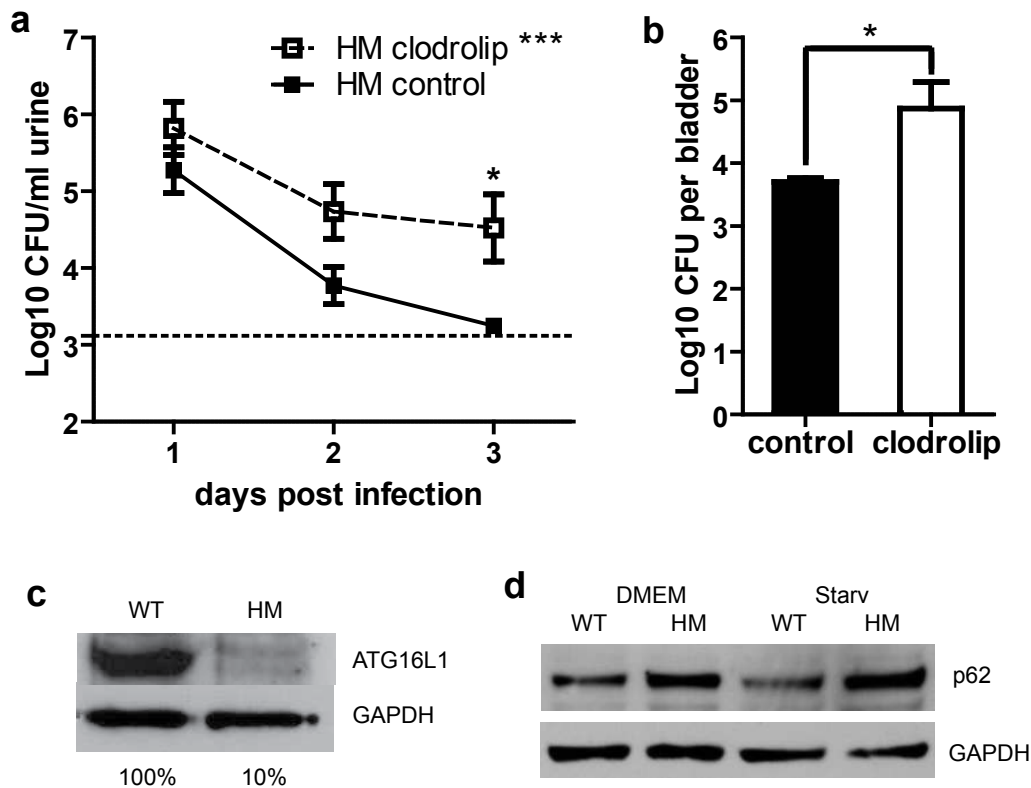 a
7
6
5
4
3
2
Log10 CFU/ml urine
HM clodrolip ***
HM control
*
1 2 3
days post infection
b
6
5
4
3
2
1
0
Log10 CFU per bladder
*
control clodrolip
c
WT HM
ATG16L1
GAPDH
100% 10%
d
DMEM Starv
WT HM WT HM
p62
GAPDH